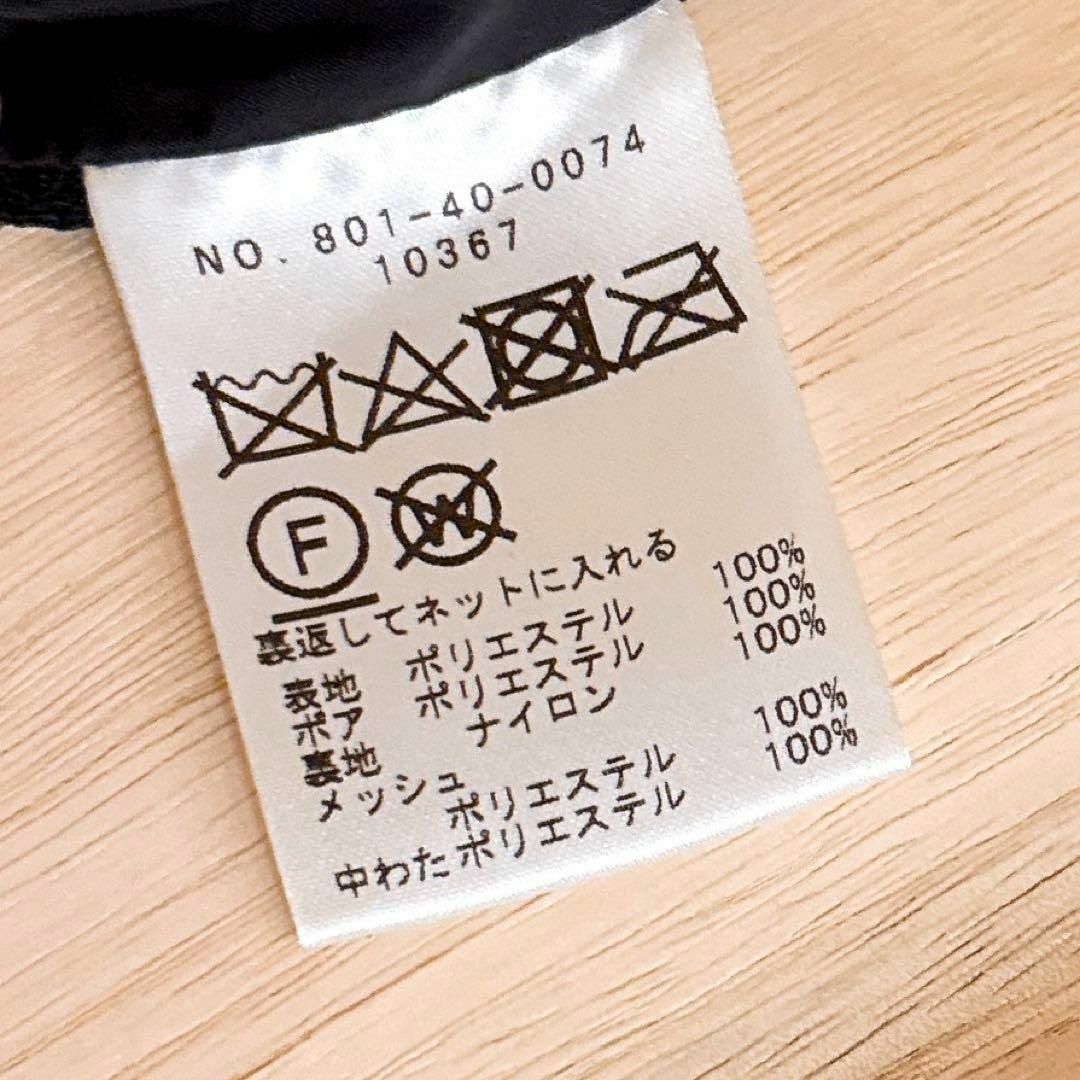 NO. 801-40-0074
10367
F W
裏返してネットに入れる
表地 ポリエステル 100%
ボア ポリエステル 100%
裏地 ナイロン 100%
メッシュ
ポリエステル 100%
中わたポリエステル 100%